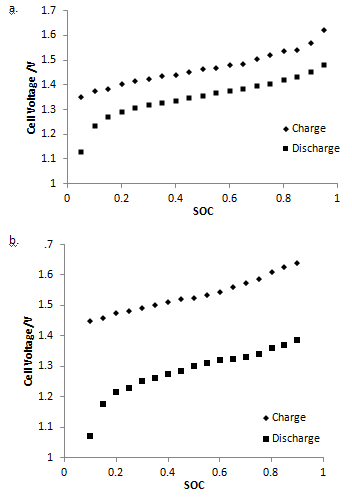 a.
1.7
1.6
1.5
1.4
1.3
1.2
1.1
1
Cell Voltage /V
0 0.2 0.4 0.6 0.8 1
SOC
Charge
Discharge
b.
.7
1.6
1.5
1.4
1.3
1.2
1.1
1
Cell Voltage/V
0 0.2 0.4 0.6 0.8 1
SOC
Charge
Discharge